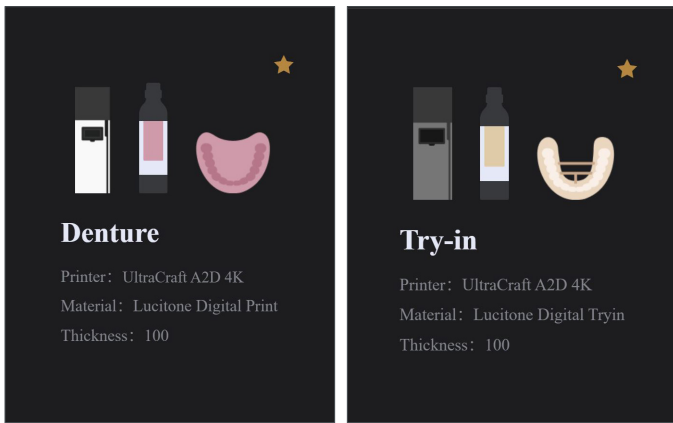 Denture
Printer：UltraCraft A2D 4K
Material：Lucitone Digital Print
Thickness：100
Try-in
Printer：UltraCraft A2D 4K
Material：Lucitone Digital Tryin
Thickness：100